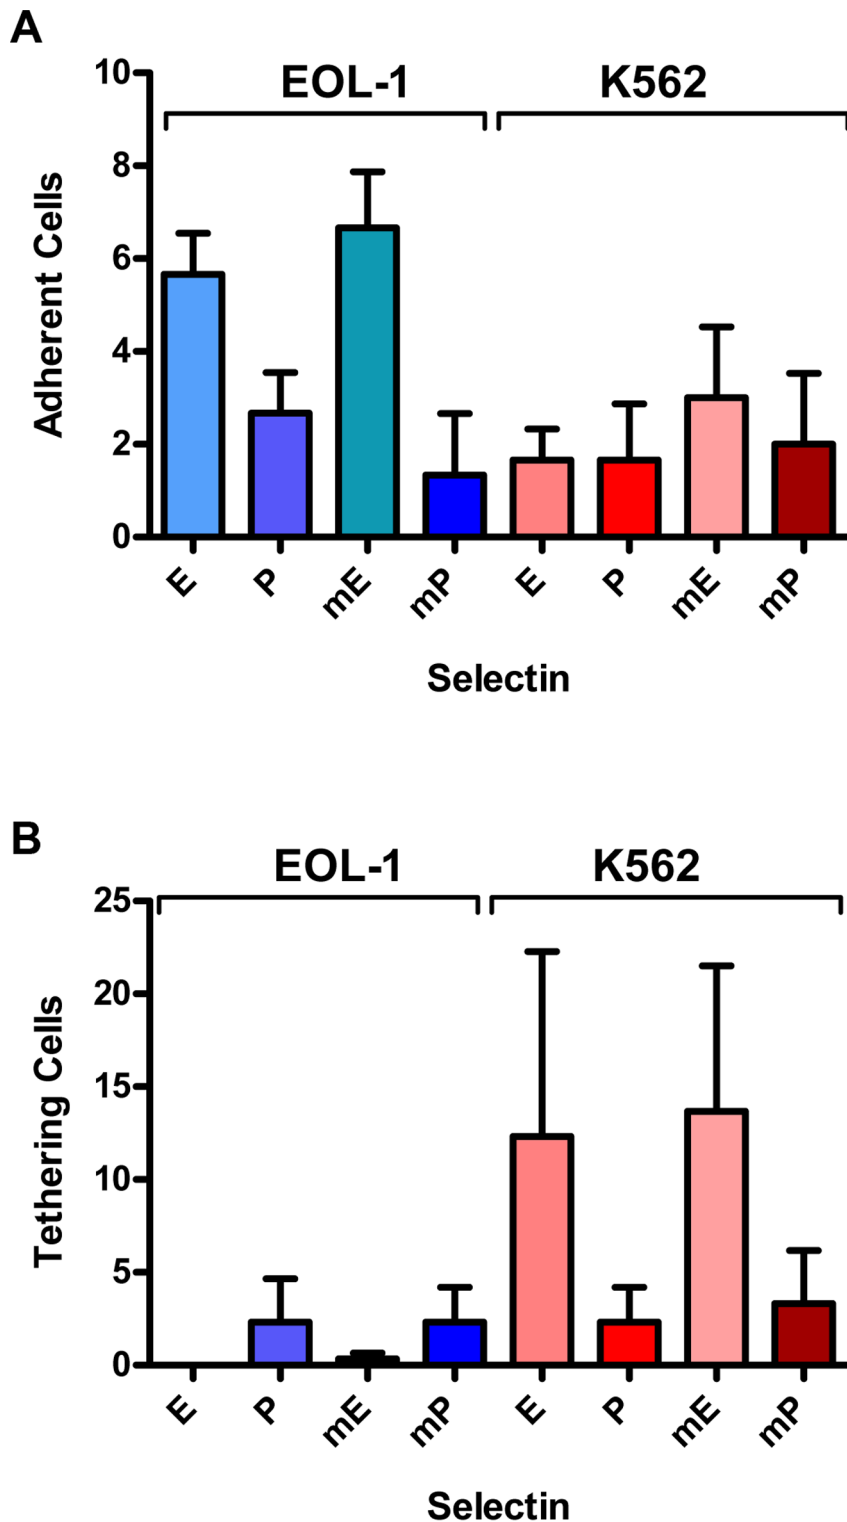 A
EOL-1 K562
10
8
6
4
2
0
Adherent Cells
E P mE mP E P mE mP
Selectin
B
EOL-1 K562
25
20
15
10
5
0
Tethering Cells
E P mE mP E P mE mP
Selectin